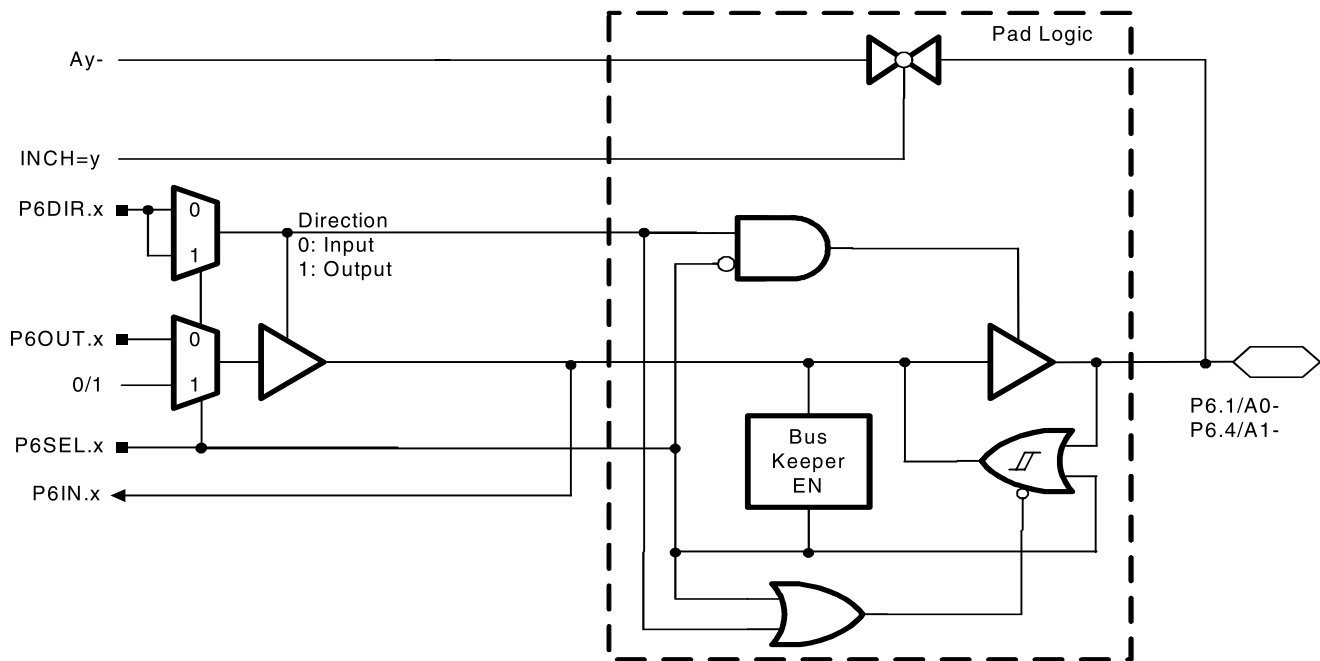 Pad Logic
Ay-
INCH=y
P6DIR.x
0
1
Direction
0: Input
1: Output
P6OUT.x
0
0/1
1
P6SEL.x
P6IN.x
Bus
Keeper
EN
P6.1/A0-
P6.4/A1-